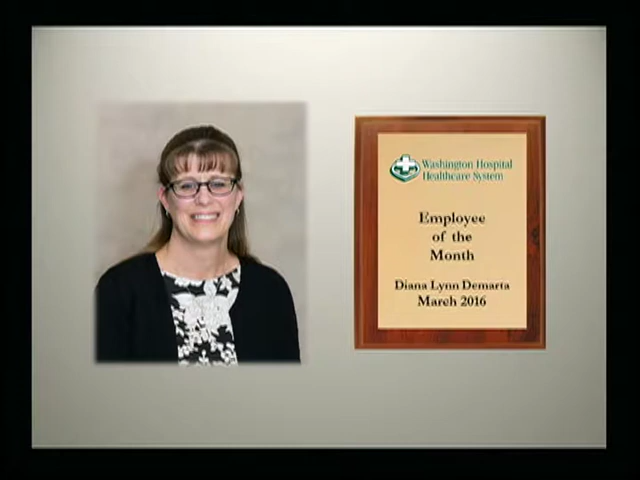 Washington Hospital
Healthcare System
Employee
of the
Month
Diana Lynn Demarta
March 2016